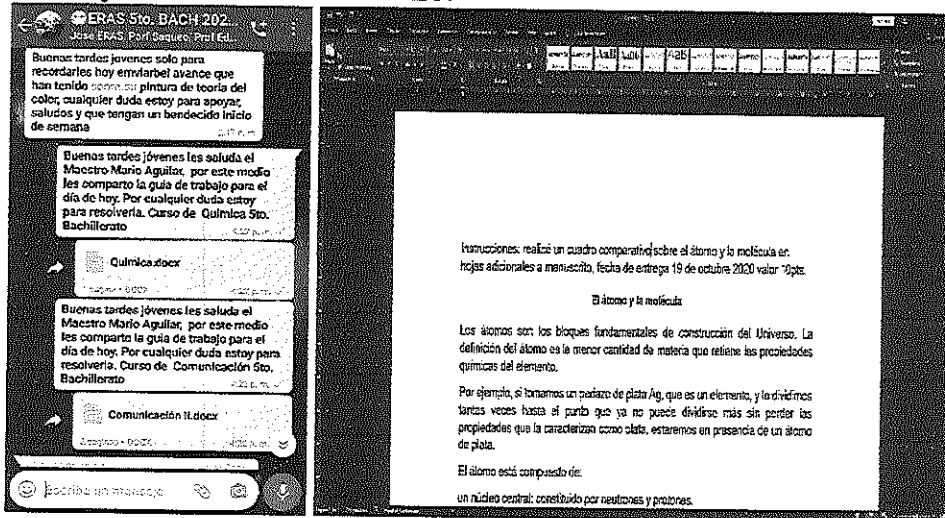 ERAS 5to. BACH 202...
Jose ERAS, Porf Baqueo, Prof Ed...
Buenas tardes jovenes solo para
recordarles hoy enviarbel avance que
han tenido sobre su pintura de teoria del
color, cualquier duda estoy para apoyar,
saludos y que tengan un bendecido inicio
de semana
Buenas tardes jóvenes les saluda el
Maestro Mario Aguilar, por este medio
les comparto la guia de trabajo para el
día de hoy. Por cualquier duda estoy
para resolverla. Curso de Quimica 5to.
Bachillerato
Quimica.docx
Buenas tardes jóvenes les saluda el
Maestro Mario Aguilar, por este medio
les comparto la guia de trabajo para el
día de hoy. Por cualquier duda estoy para
resolverla. Curso de Comunicación 5to.
Bachillerato
Comunicación II.docx
Escribe un mensaje
Instrucciones: realizé un cuadro comparativo sobre el átomo y la molécula en
hojas adicionales a manuscrito, fecha de entrega 19 de octubre 2020 valor 10pts.
El átomo y la molécula
Los átomos son los bloques fundamentales de construcción del Universo. La
definición del átomo es la menor cantidad de materia que retiene las propiedades
químicas del elemento.
Por ejemplo, si tomamos un pedazo de plata Ag, que es un elemento, y lo dividimos
tantas veces hasta el punto que ya no puede dividirse más sin perder las
propiedades que la caracterizan como plata, estaremos en presencia de un átomo
de plata.
El átomo está compuesto de:
un núcleo central: constituido por neutrones y protones.